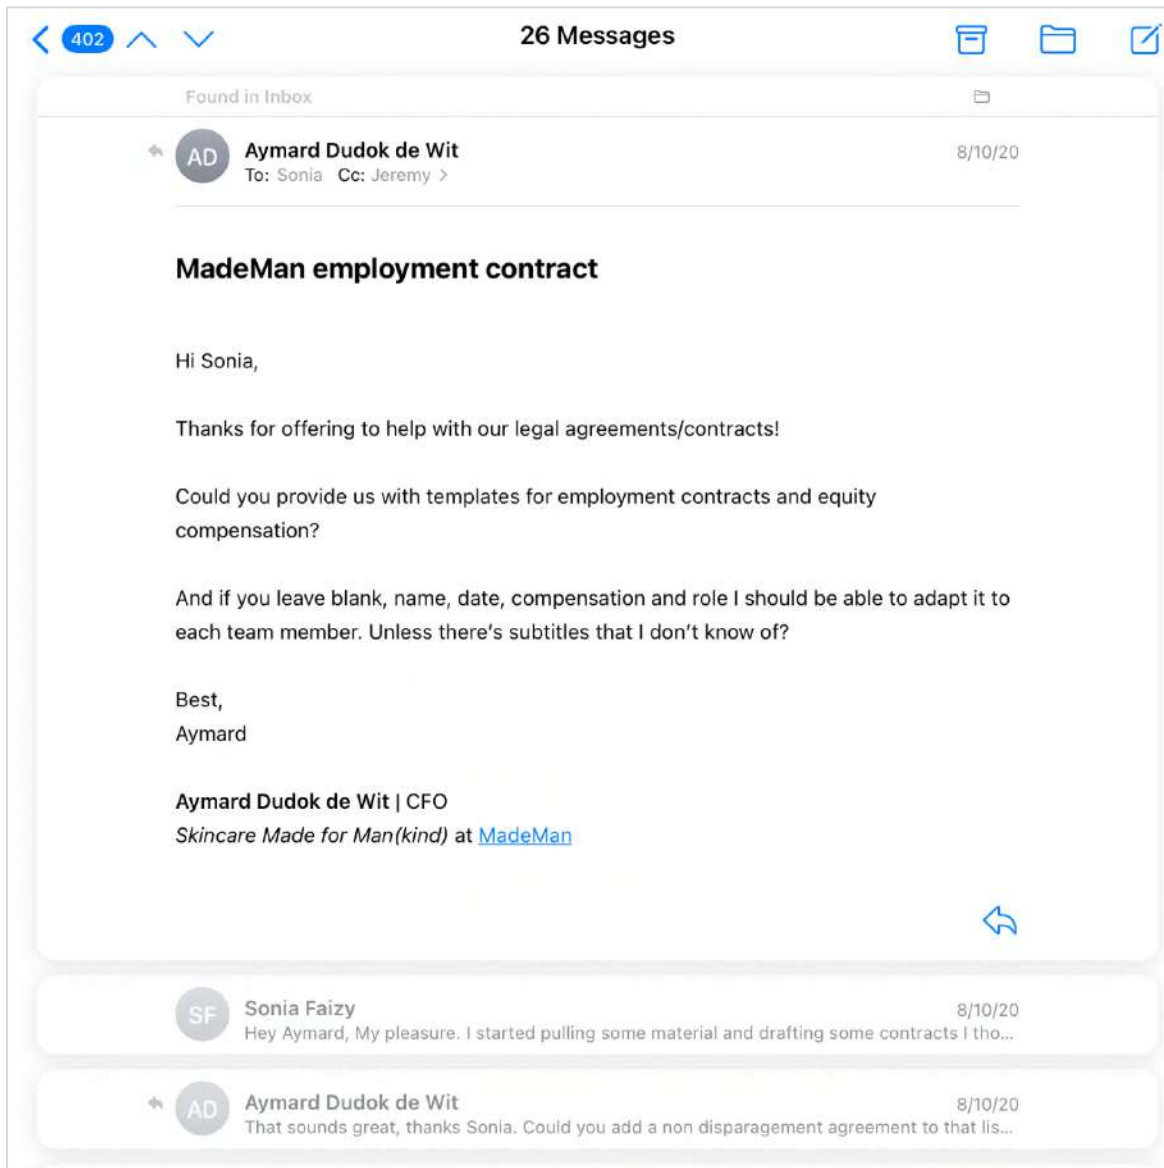 402
26 Messages
Found in Inbox
AD
Aymard Dudok de Wit
8/10/20
To: Sonia Cc: Jeremy >
MadeMan employment contract
Hi Sonia,
Thanks for offering to help with our legal agreements/contracts!
Could you provide us with templates for employment contracts and equity
compensation?
And if you leave blank, name, date, compensation and role I should be able to adapt it to
each team member. Unless there's subtitles that I don't know of?
Best,
Aymard
Aymard Dudok de Wit | CFO
Skincare Made for Man(kind) at MadeMan
SF
Sonia Faizy
8/10/20
Hey Aymard, My pleasure. I started pulling some material and drafting some contracts I tho...
AD
Aymard Dudok de Wit
8/10/20
That sounds great, thanks Sonia. Could you add a non disparagement agreement to that lis...